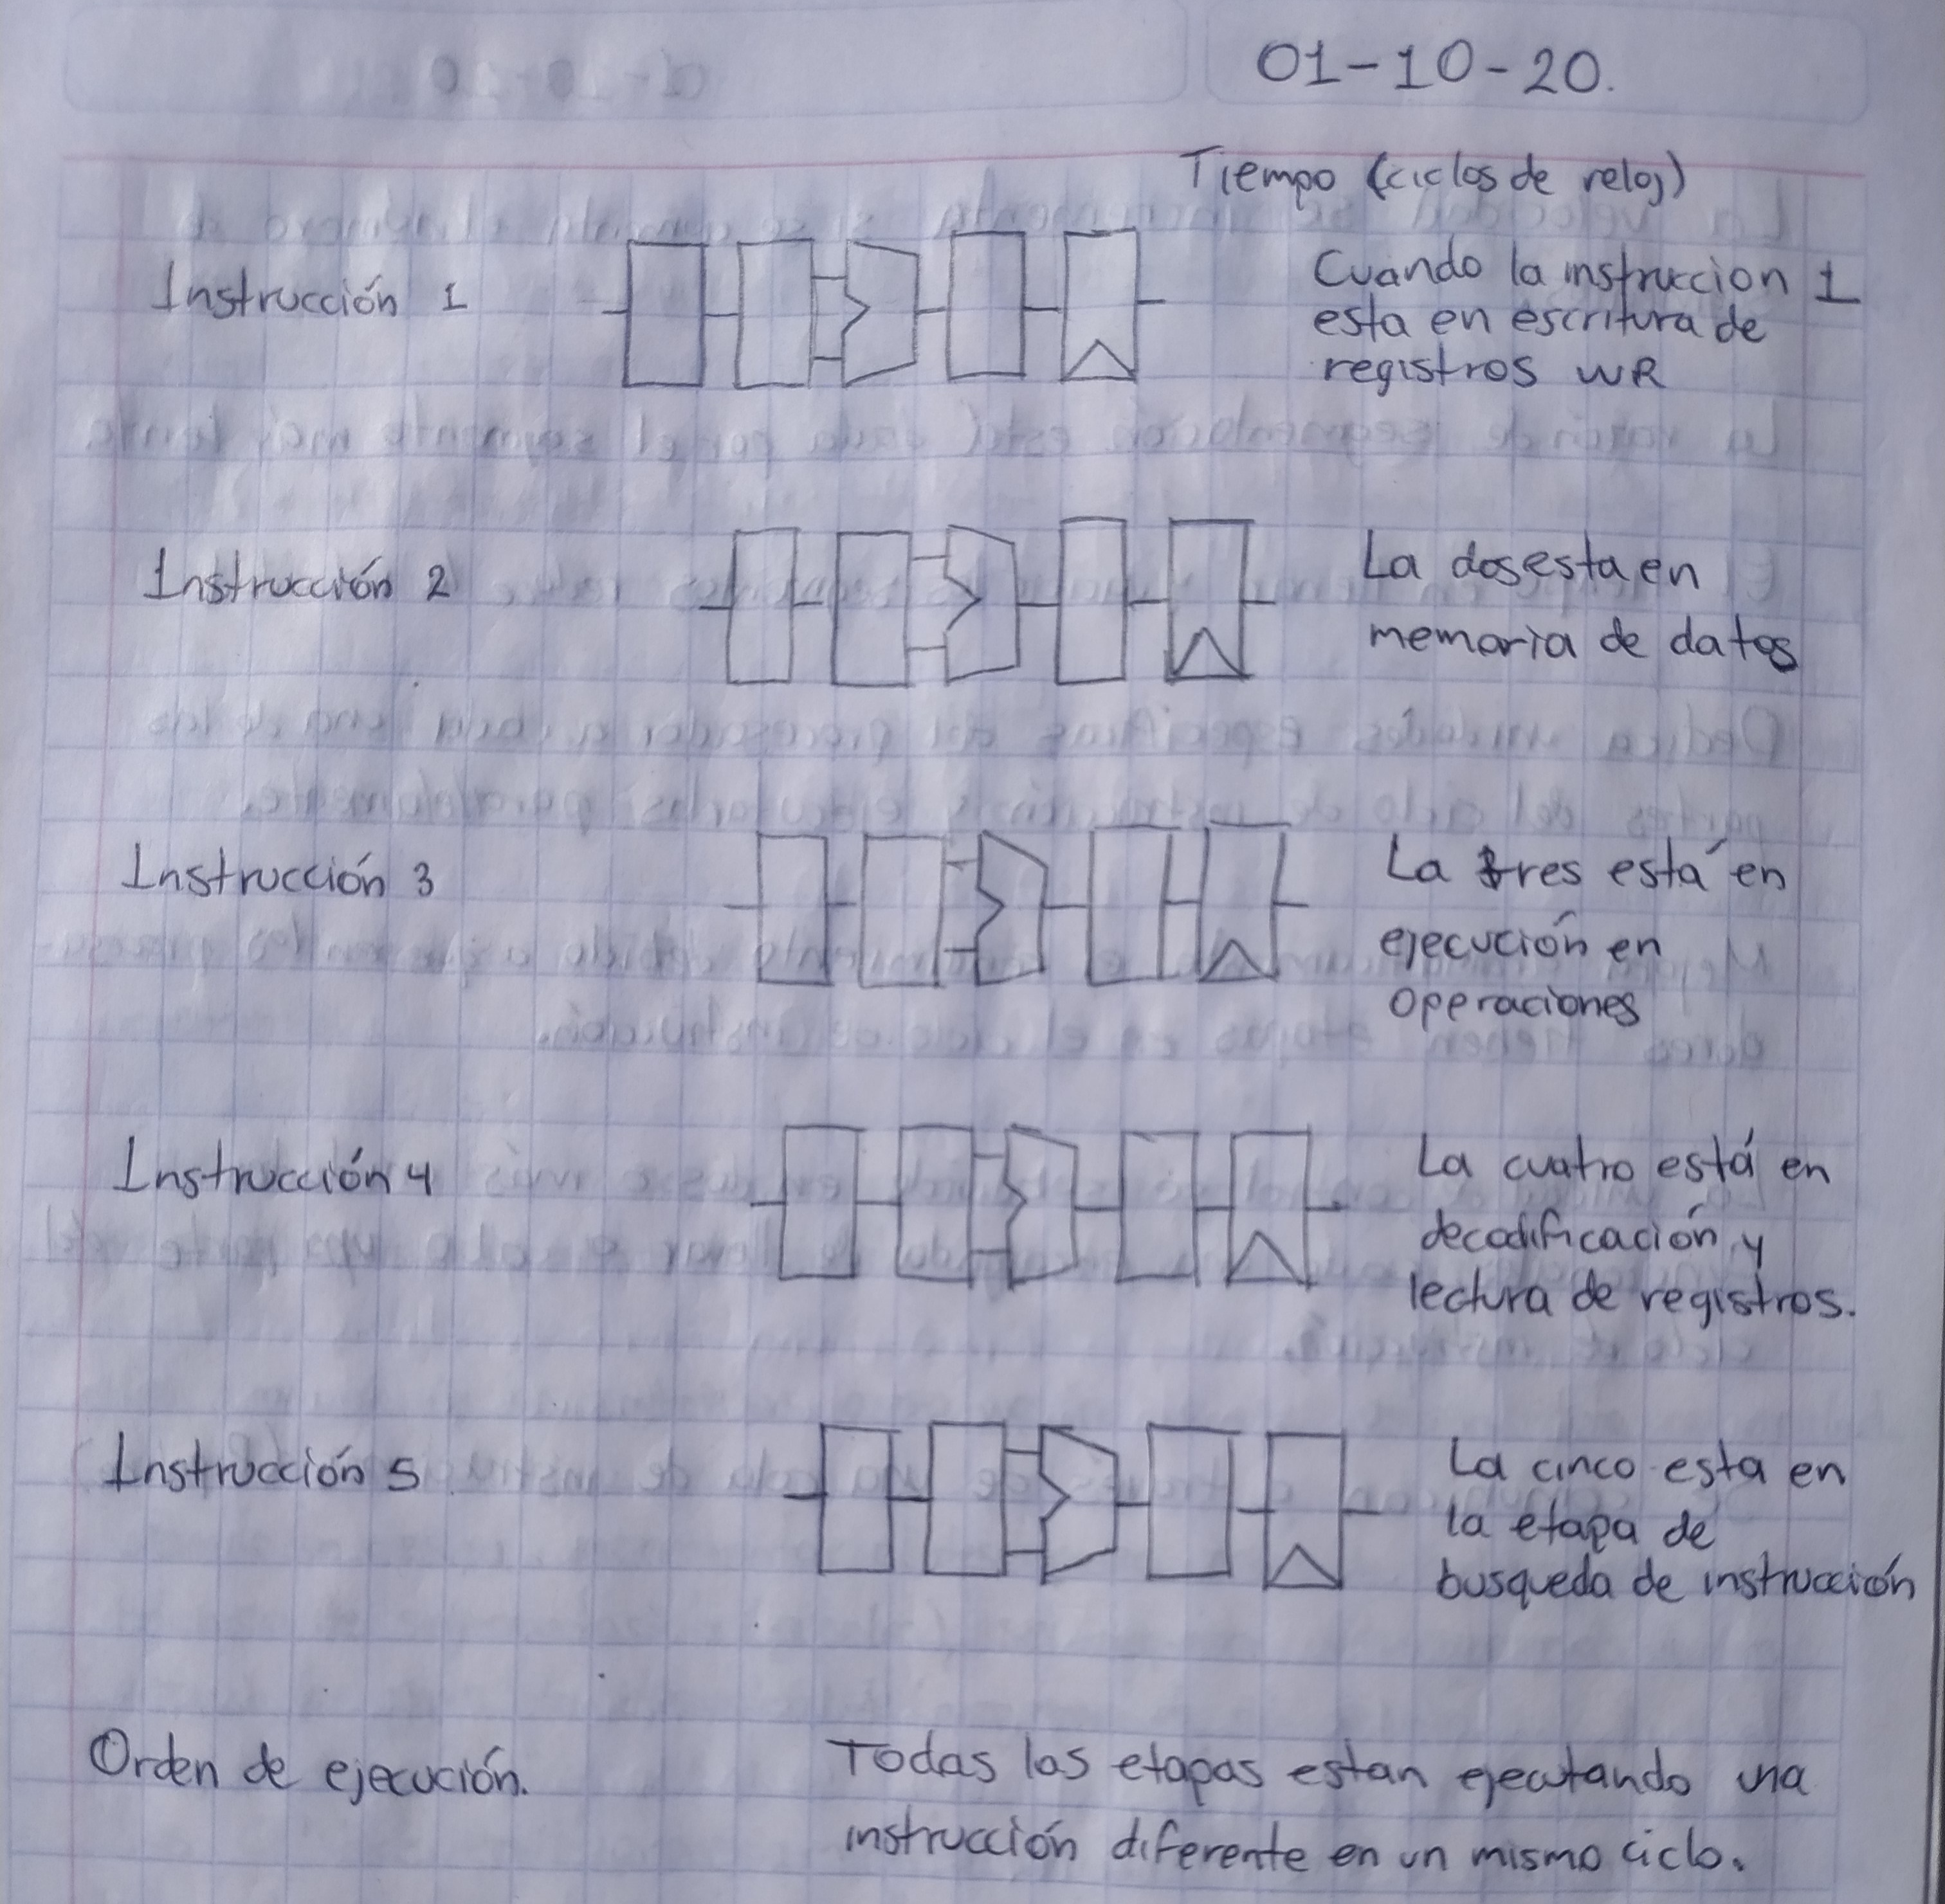 01-10-20.
Tiempo (ciclos de reloj)
Instrucción 1
Cuando la instruccion 1
esta en escritura de
registros WR
Instrucción 2
La dos esta en
memoria de datos
Instrucción 3
La tres está en
ejecución en
operaciones
Instrucción 4
La cuatro está en
decodificación y
lectura de registros.
Instrucción 5
La cinco esta en
la etapa de
busqueda de instrucción
Orden de ejecución.
Todas las etapas estan ejecutando una
instrucción diferente en un mismo ciclo.